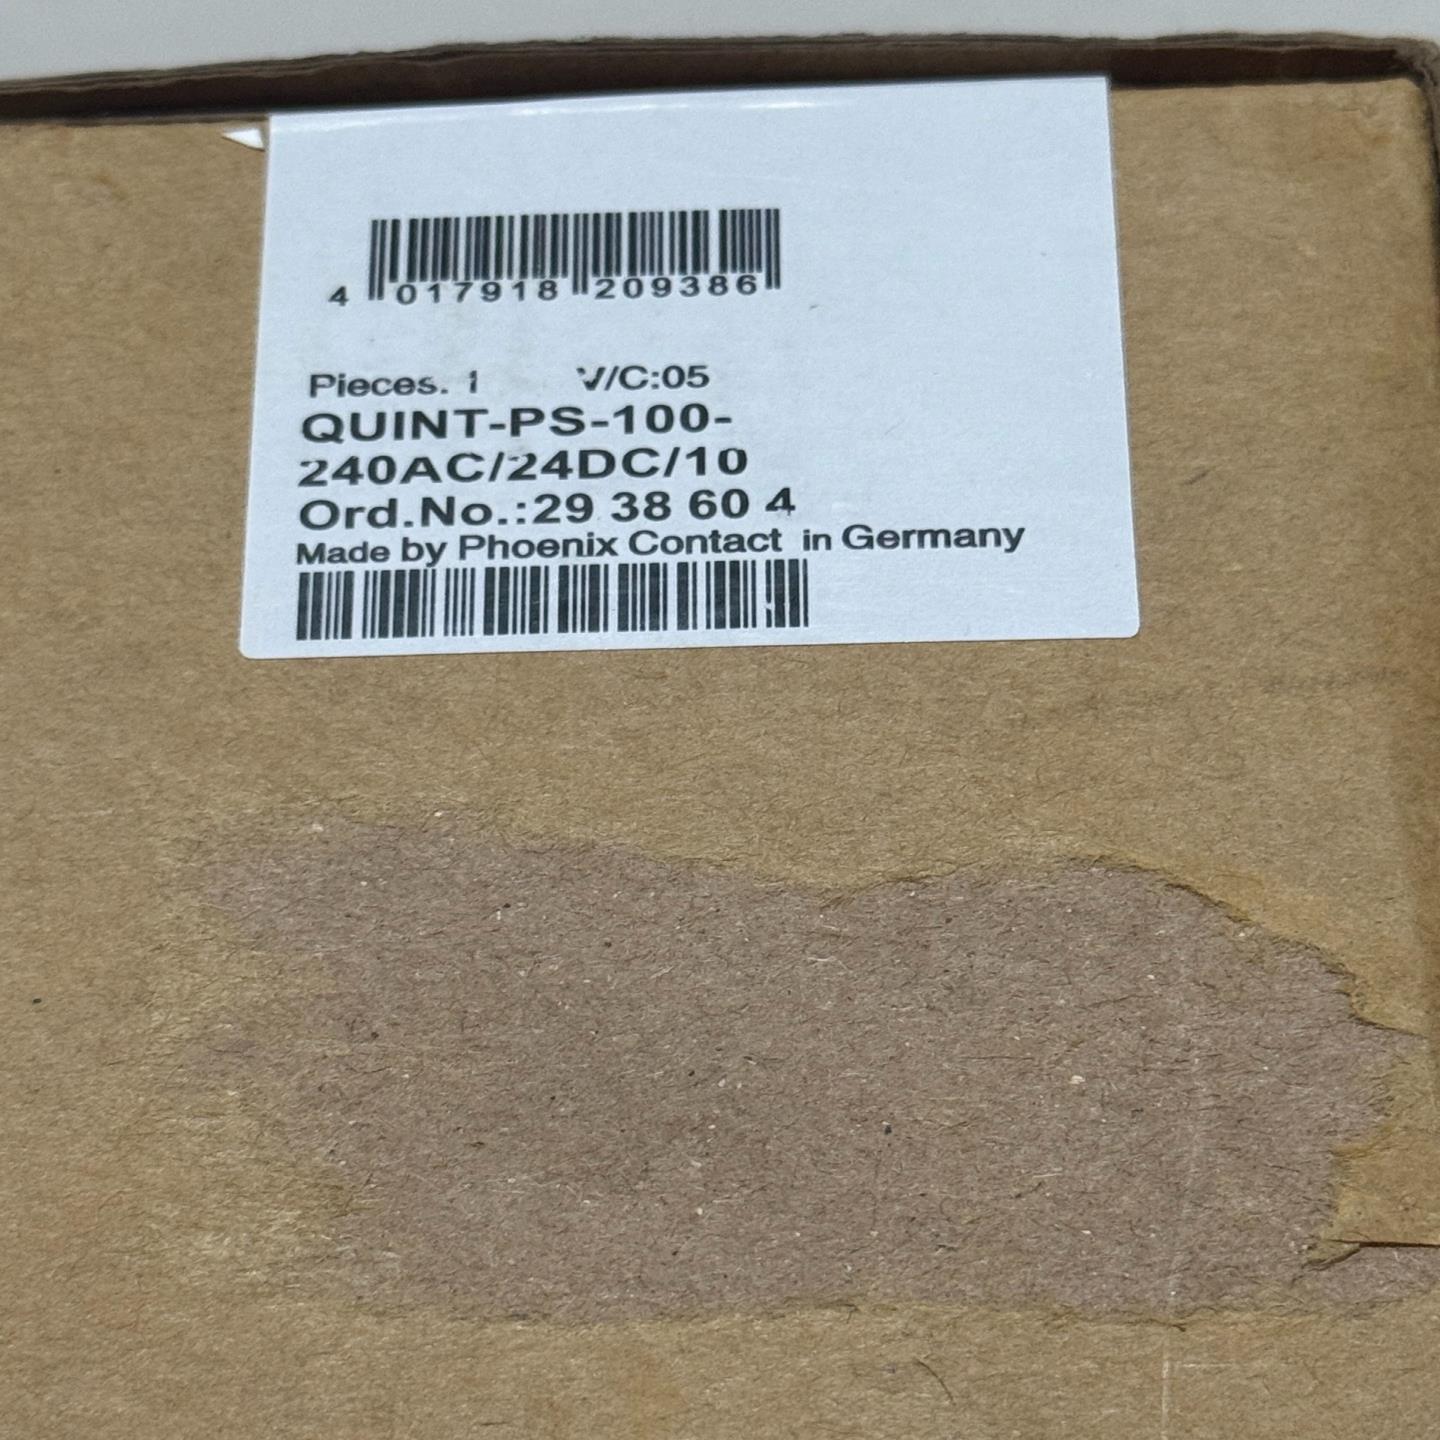 4 017918 209386
Pieces. 1 V/C:05
QUINT-PS-100-
240AC/24DC/10
Ord.No.:29 38 60 4
Made by Phoenix Contact in Germany